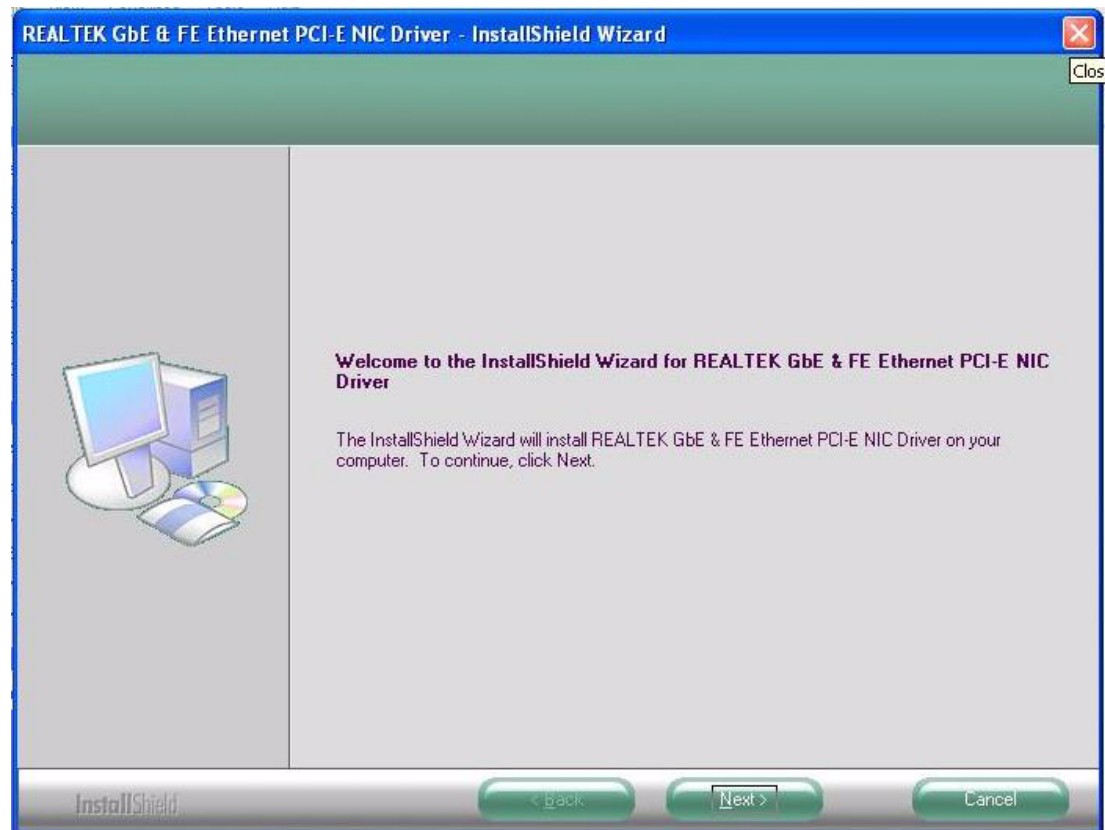 REALTEK GbE & FE Ethernet PCI-E NIC Driver - InstallShield Wizard
Clos
Welcome to the InstallShield Wizard for REALTEK GbE & FE Ethernet PCI-E NIC
Driver
The InstallShield Wizard will install REALTEK GbE & FE Ethernet PCI-E NIC Driver on your
computer. To continue, click Next.
InstallShield
< Back
Next >
Cancel